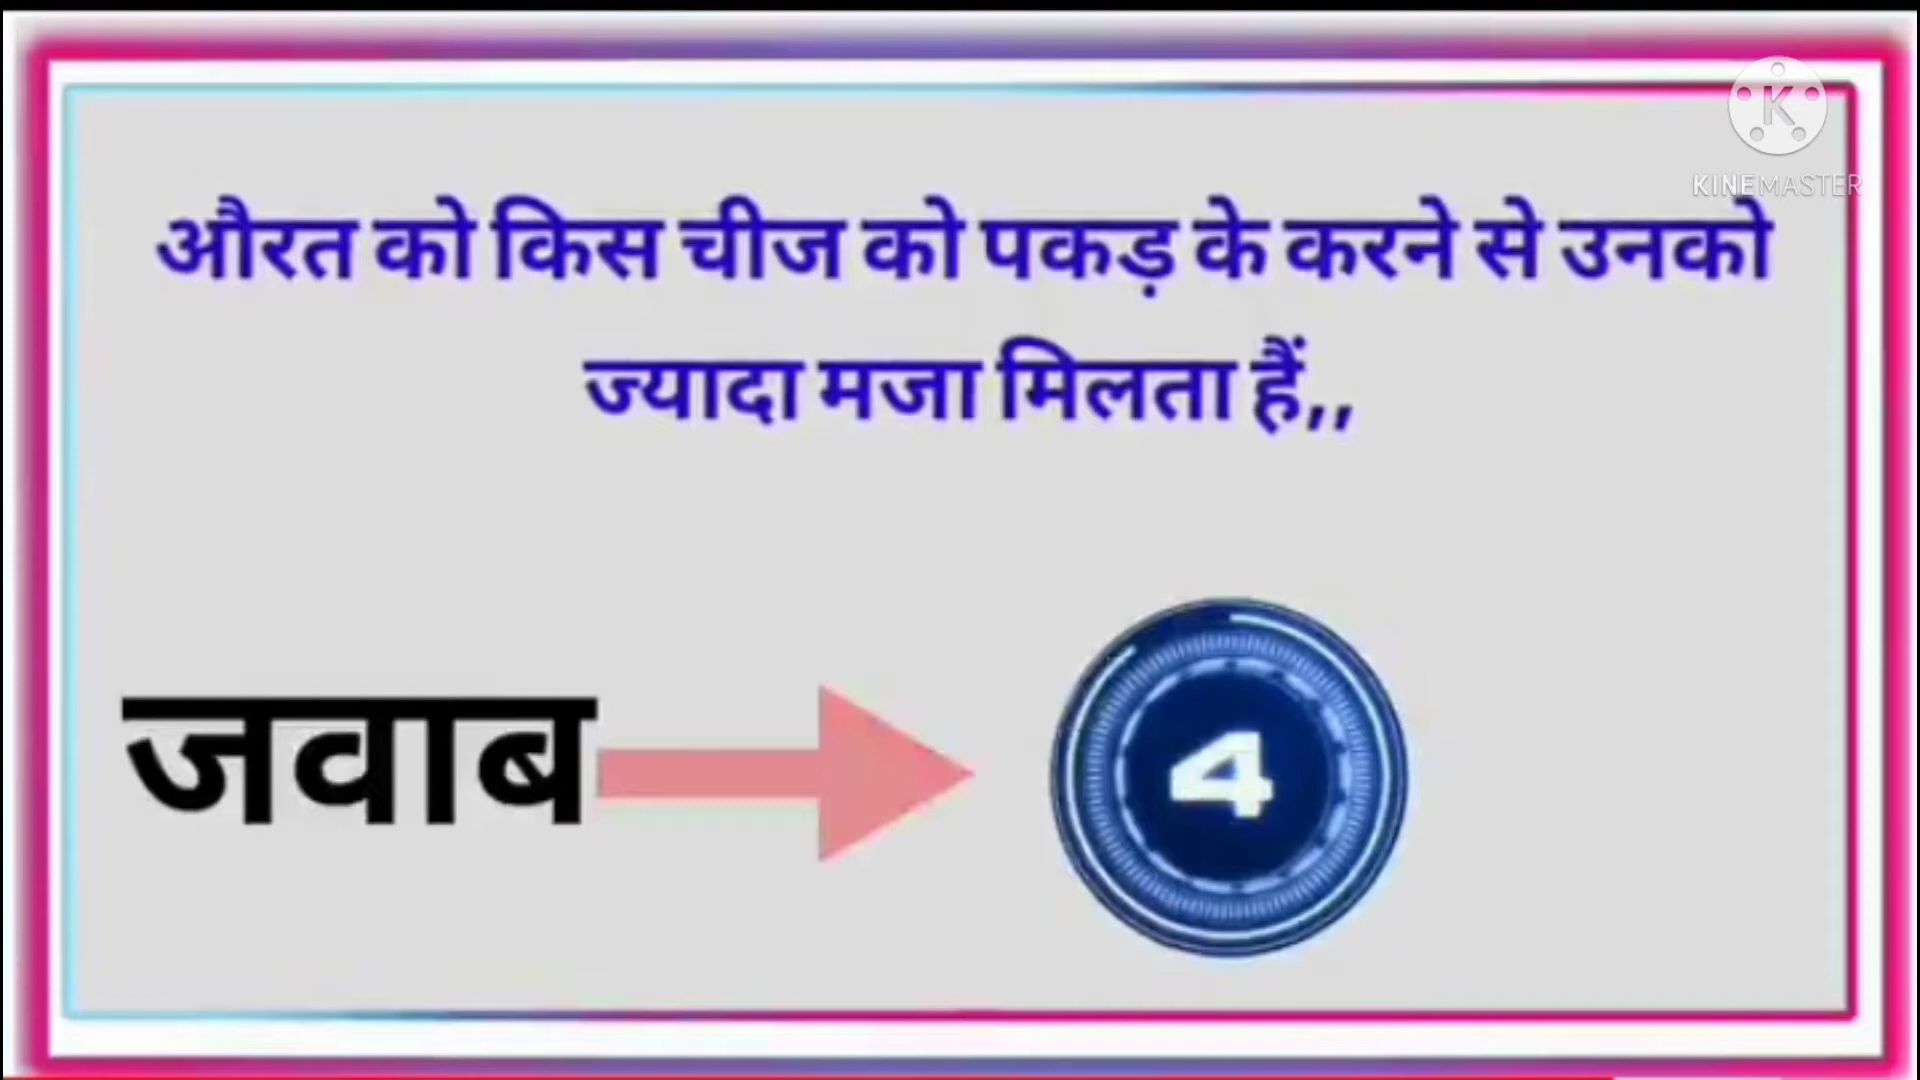 KINEMASTER
औरत को किस चीज को पकड़ के करने से उनको
ज्यादा मजा मिलता हैं,,
जवाब
4